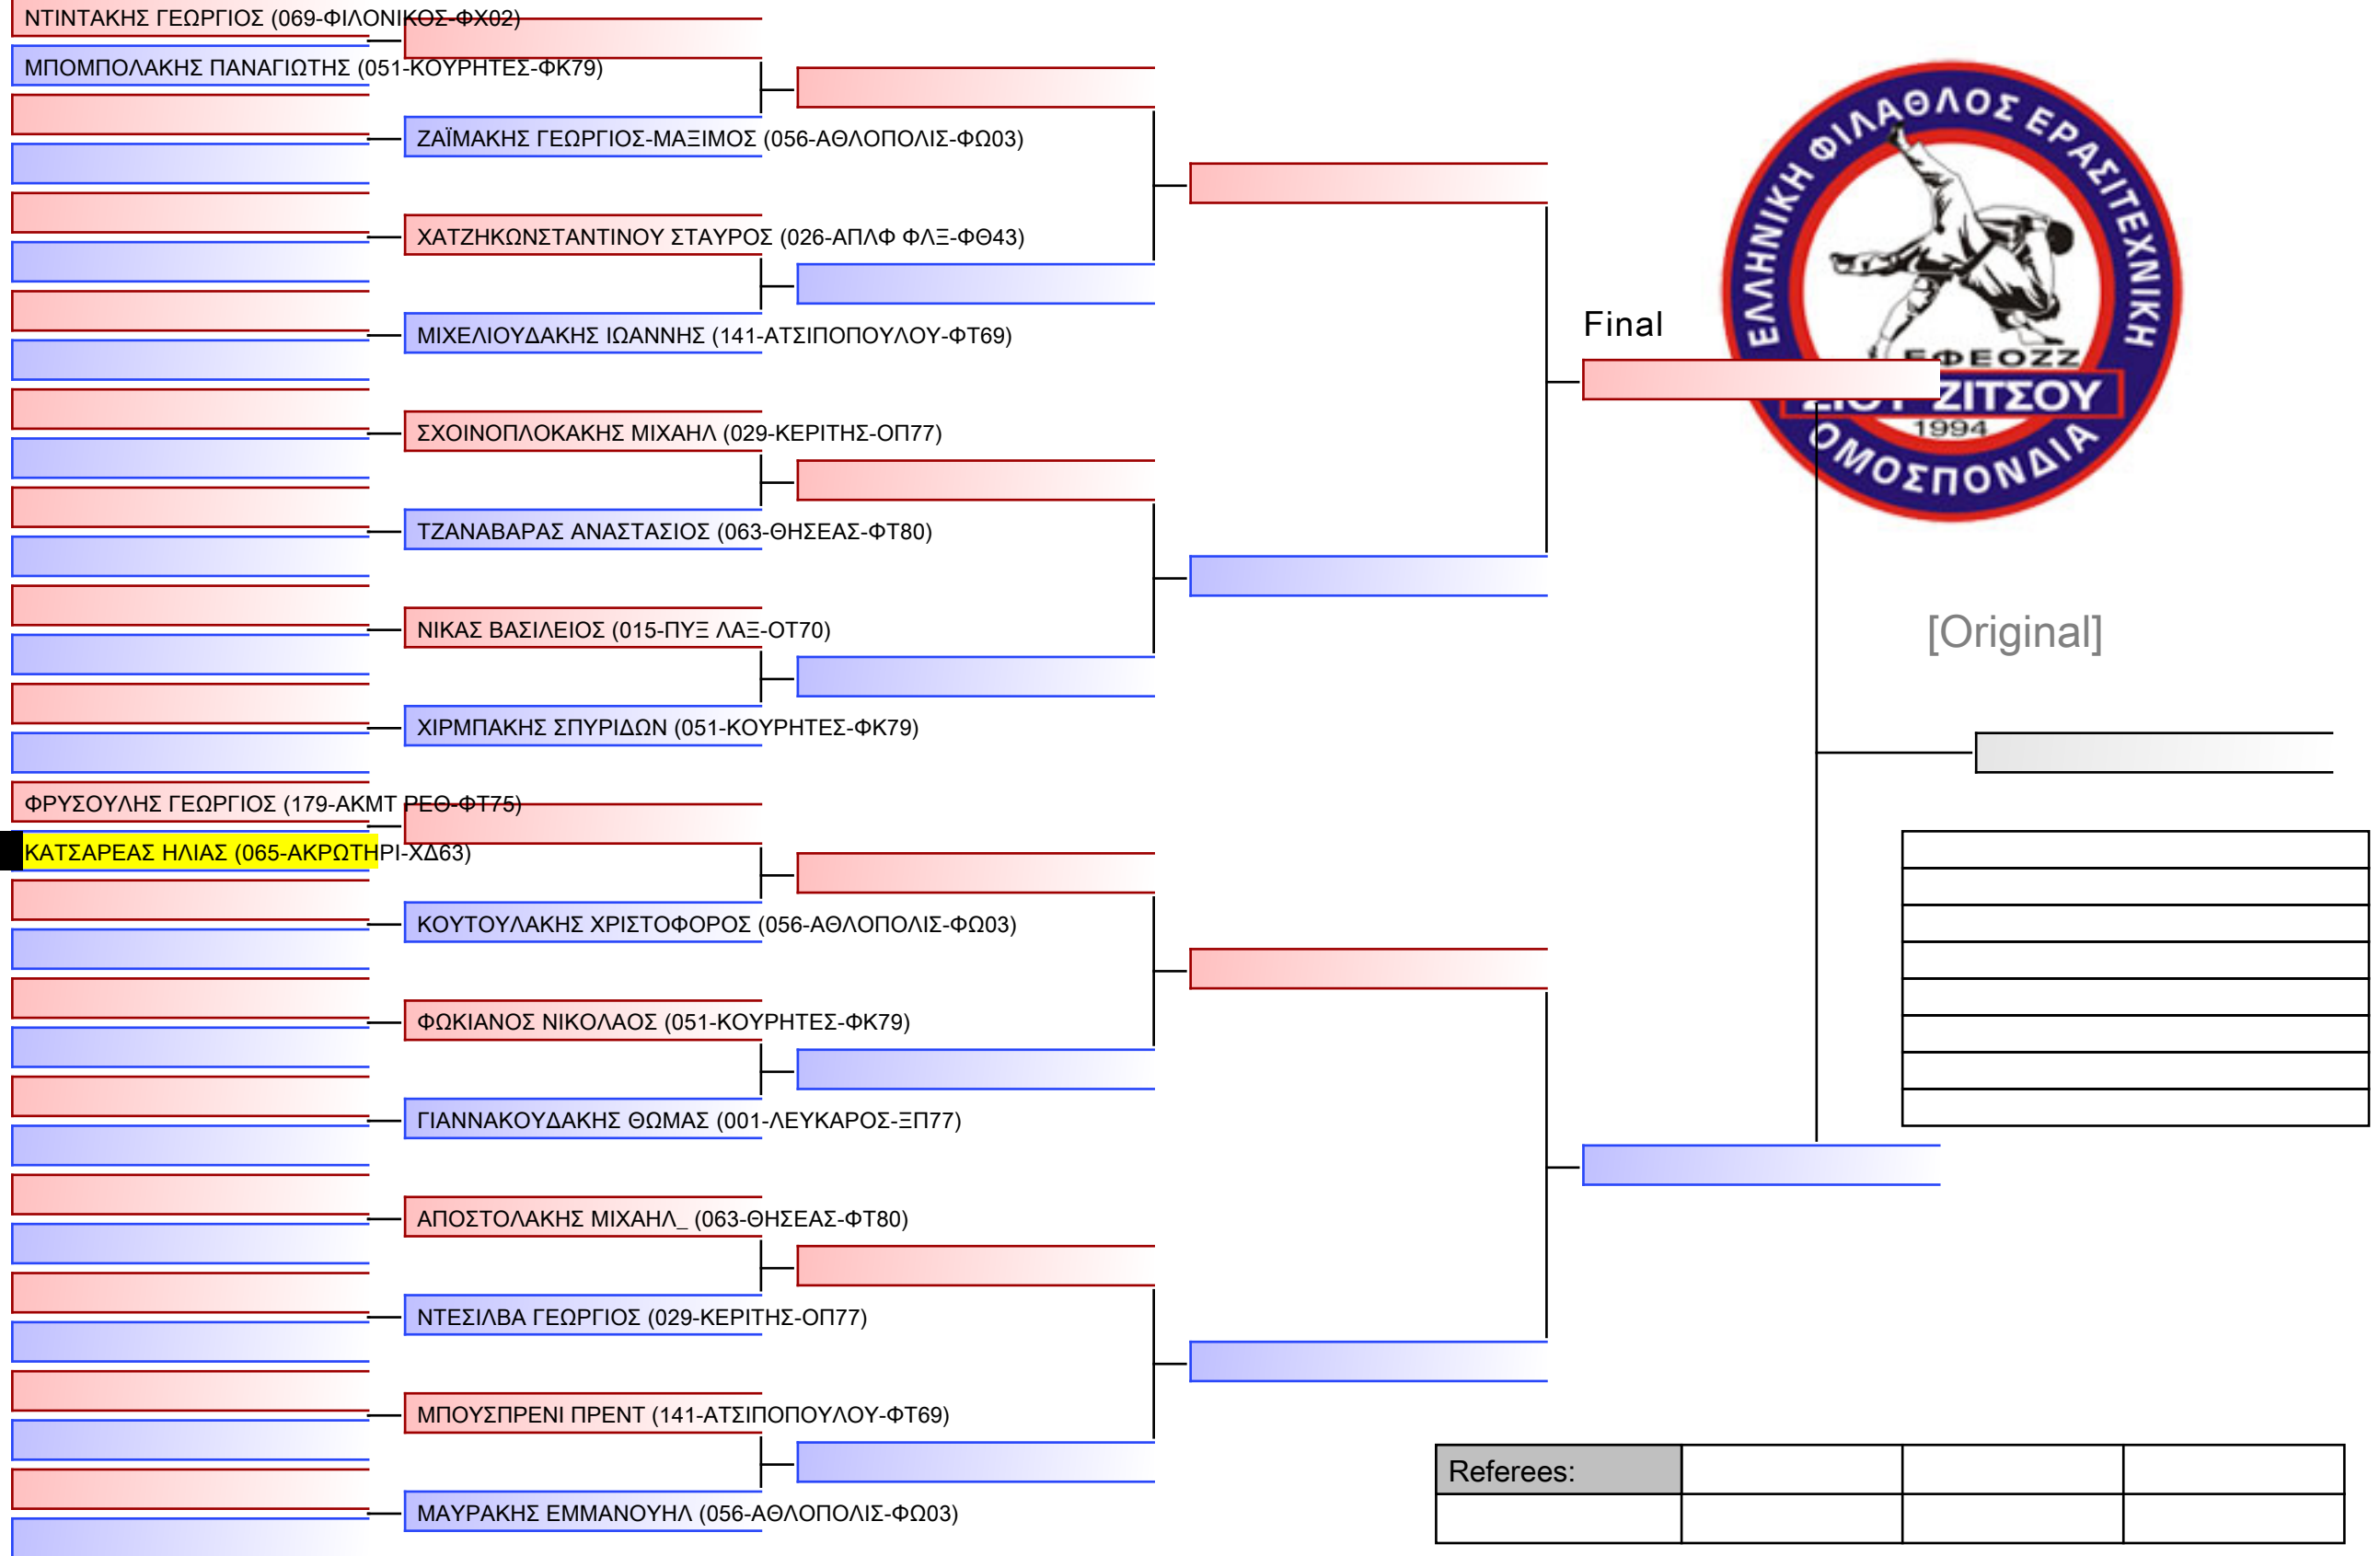 ΝΤΙΝΤΑΚΗΣ ΓΕΩΡΓΙΟΣ (069-ΦΙΛΟΝΙΚΟΣ-ΦΧ02)
ΜΠΟΜΠΟΛΑΚΗΣ ΠΑΝΑΓΙΩΤΗΣ (051-ΚΟΥΡΗΤΕΣ-ΦΚ79)
ΖΑΪΜΑΚΗΣ ΓΕΩΡΓΙΟΣ-ΜΑΞΙΜΟΣ (056-ΑΘΛΟΠΟΛΙΣ-ΦΩ03)
ΧΑΤΖΗΚΩΝΣΤΑΝΤΙΝΟΥ ΣΤΑΥΡΟΣ (026-ΑΠΛΦ ΦΛΞ-ΦΘ43)
ΜΙΧΕΛΙΟΥΔΑΚΗΣ ΙΩΑΝΝΗΣ (141-ΑΤΣΙΠΟΠΟΥΛΟΥ-ΦΤ69)
ΣΧΟΙΝΟΠΛΟΚΑΚΗΣ ΜΙΧΑΗΛ (029-ΚΕΡΙΤΗΣ-ΟΠ77)
ΤΖΑΝΑΒΑΡΑΣ ΑΝΑΣΤΑΣΙΟΣ (063-ΘΗΣΕΑΣ-ΦΤ80)
ΝΙΚΑΣ ΒΑΣΙΛΕΙΟΣ (015-ΠΥΞ ΛΑΞ-ΟΤ70)
ΧΙΡΜΠΑΚΗΣ ΣΠΥΡΙΔΩΝ (051-ΚΟΥΡΗΤΕΣ-ΦΚ79)
ΦΡΥΣΟΥΛΗΣ ΓΕΩΡΓΙΟΣ (179-ΑΚΜΤ ΡΕΘ-ΦΤ75)
ΚΑΤΣΑΡΕΑΣ ΗΛΙΑΣ (065-ΑΚΡΩΤΗΡΙ-ΧΔ63)
ΚΟΥΤΟΥΛΑΚΗΣ ΧΡΙΣΤΟΦΟΡΟΣ (056-ΑΘΛΟΠΟΛΙΣ-ΦΩ03)
ΦΩΚΙΑΝΟΣ ΝΙΚΟΛΑΟΣ (051-ΚΟΥΡΗΤΕΣ-ΦΚ79)
ΓΙΑΝΝΑΚΟΥΔΑΚΗΣ ΘΩΜΑΣ (001-ΛΕΥΚΑΡΟΣ-ΞΠ77)
ΑΠΟΣΤΟΛΑΚΗΣ ΜΙΧΑΗΛ_ (063-ΘΗΣΕΑΣ-ΦΤ80)
ΝΤΕΣΙΛΒΑ ΓΕΩΡΓΙΟΣ (029-ΚΕΡΙΤΗΣ-ΟΠ77)
ΜΠΟΥΣΠΡΕΝΙ ΠΡΕΝΤ (141-ΑΤΣΙΠΟΠΟΥΛΟΥ-ΦΤ69)
ΜΑΥΡΑΚΗΣ ΕΜΜΑΝΟΥΗΛ (056-ΑΘΛΟΠΟΛΙΣ-ΦΩ03)
Final
ΕΛΛΗΝΙΚΗ ΦΙΛΑΘΛΟΣ ΕΡΑΣΙΤΕΧΝΙΚΗ
ΕΦΕΟΖΖ
ΖΙΤΣΟΥ
1994
ΟΜΟΣΠΟΝΔΙΑ
[Original]
Referees: